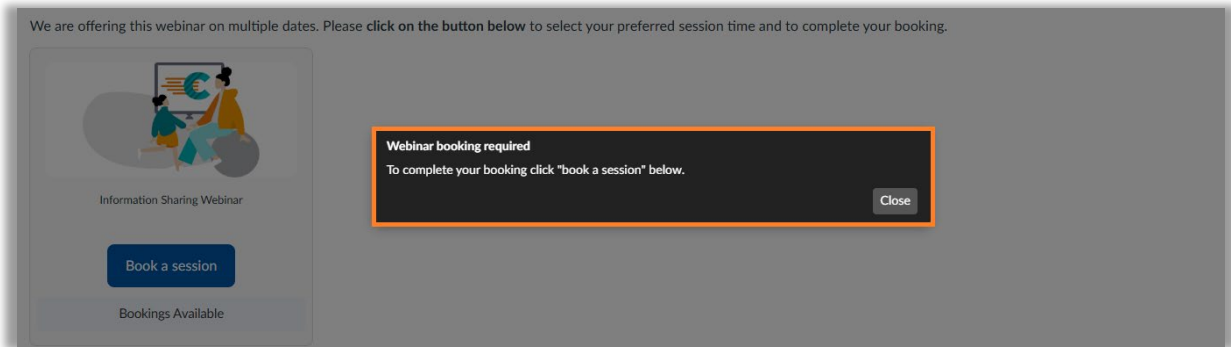 We are offering this webinar on multiple dates. Please click on the button below to select your preferred session time and to complete your booking.
Webinar booking required
To complete your booking click "book a session" below.
Close
Information Sharing Webinar
Book a session
Bookings Available